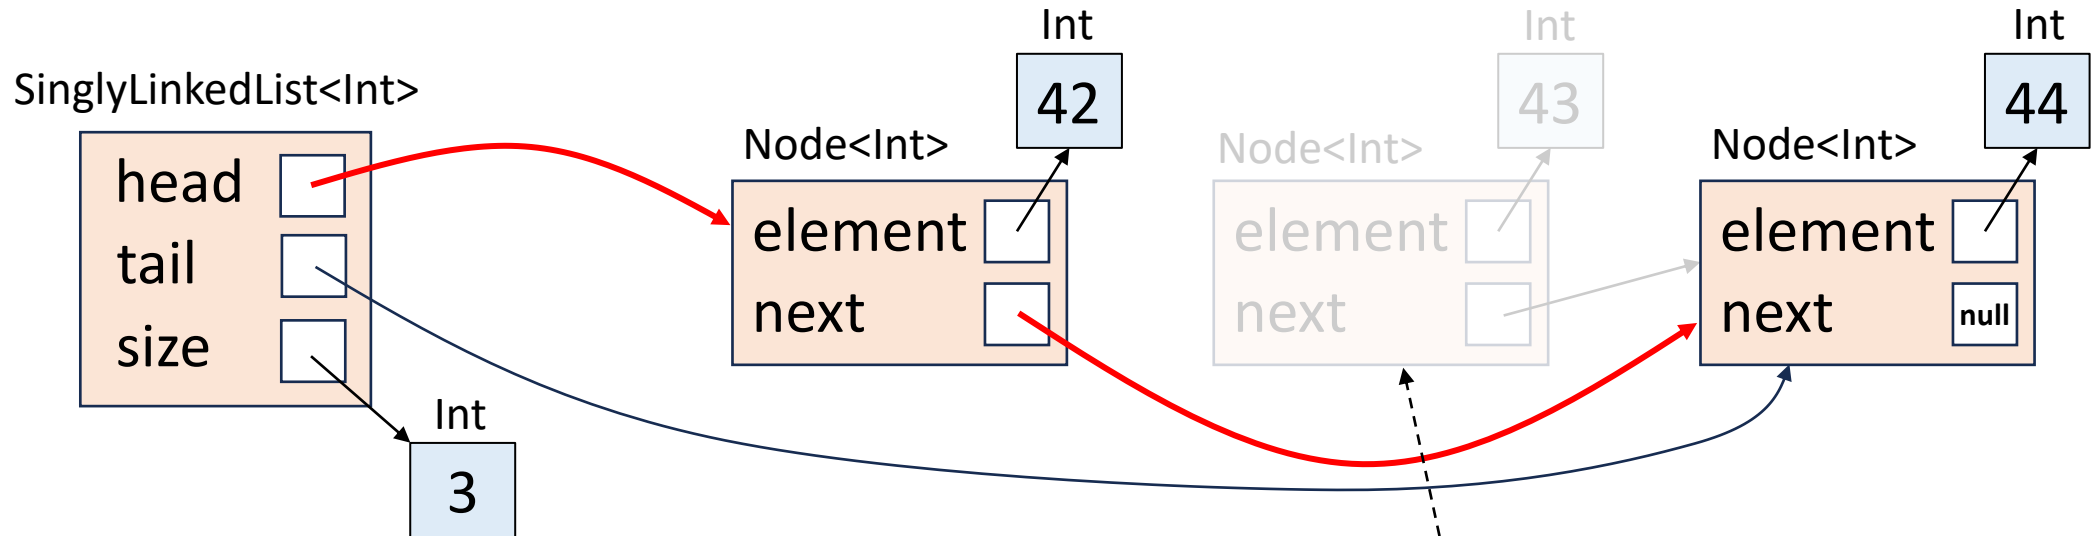 SinglyLinkedList<Int>
head
tail
size
Int
3
Node<Int>
element
next
Int
42
Node<Int>
element
next
Int
43
Node<Int>
element
next
null
Int
44